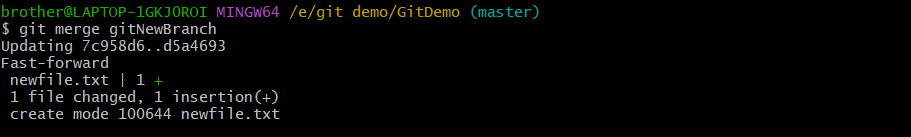 brother@LAPTOP-1GKJ0ROI MINGW64 /e/git demo/GitDemo (master)
$ git merge gitNewBranch
Updating 7c958d6..d5a4693
Fast-forward
 newfile.txt | 1 +
 1 file changed, 1 insertion(+)
 create mode 100644 newfile.txt